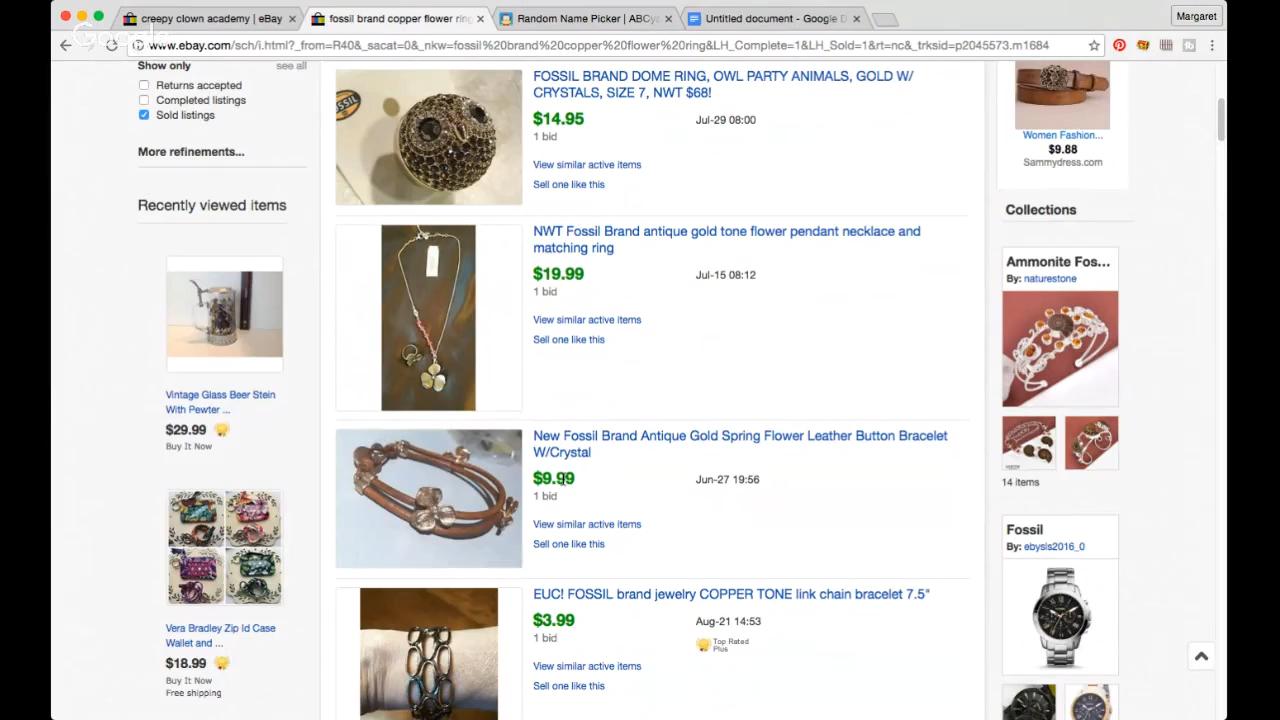 creepy clown academy | eBay
fossil brand copper flower ring
Random Name Picker | ABCya
Untitled document - Google D
Margaret
Google
www.ebay.com/sch/i.html?_from=R40&_sacat=0&_nkw=fossil%20brand%20copper%20flower%20ring&LH_Complete=1&LH_Sold=1&rt=nc&_trksid=p2045573.m1684
Show only
see all
Returns accepted
Completed listings
Sold listings
More refinements...
Recently viewed items
Vintage Glass Beer Stein
With Pewter ...
$29.99
Buy It Now
Vera Bradley Zip Id Case
Wallet and ...
$18.99
Buy It Now
Free shipping
FOSSIL
FOSSIL BRAND DOME RING, OWL PARTY ANIMALS, GOLD W/
CRYSTALS, SIZE 7, NWT $68!
$14.95
Jul-29 08:00
1 bid
View similar active items
Sell one like this
NWT Fossil Brand antique gold tone flower pendant necklace and
matching ring
$19.99
Jul-15 08:12
1 bid
View similar active items
Sell one like this
New Fossil Brand Antique Gold Spring Flower Leather Button Bracelet
W/Crystal
$9.99
Jun-27 19:56
1 bid
View similar active items
Sell one like this
EUC! FOSSIL brand jewelry COPPER TONE link chain bracelet 7.5"
$3.99
Aug-21 14:53
1 bid
Top Rated
Plus
View similar active items
Sell one like this
Women Fashion...
$9.88
Sammydress.com
Collections
Ammonite Fos...
By: naturestone
14 items
Fossil
By: ebysls2016_0